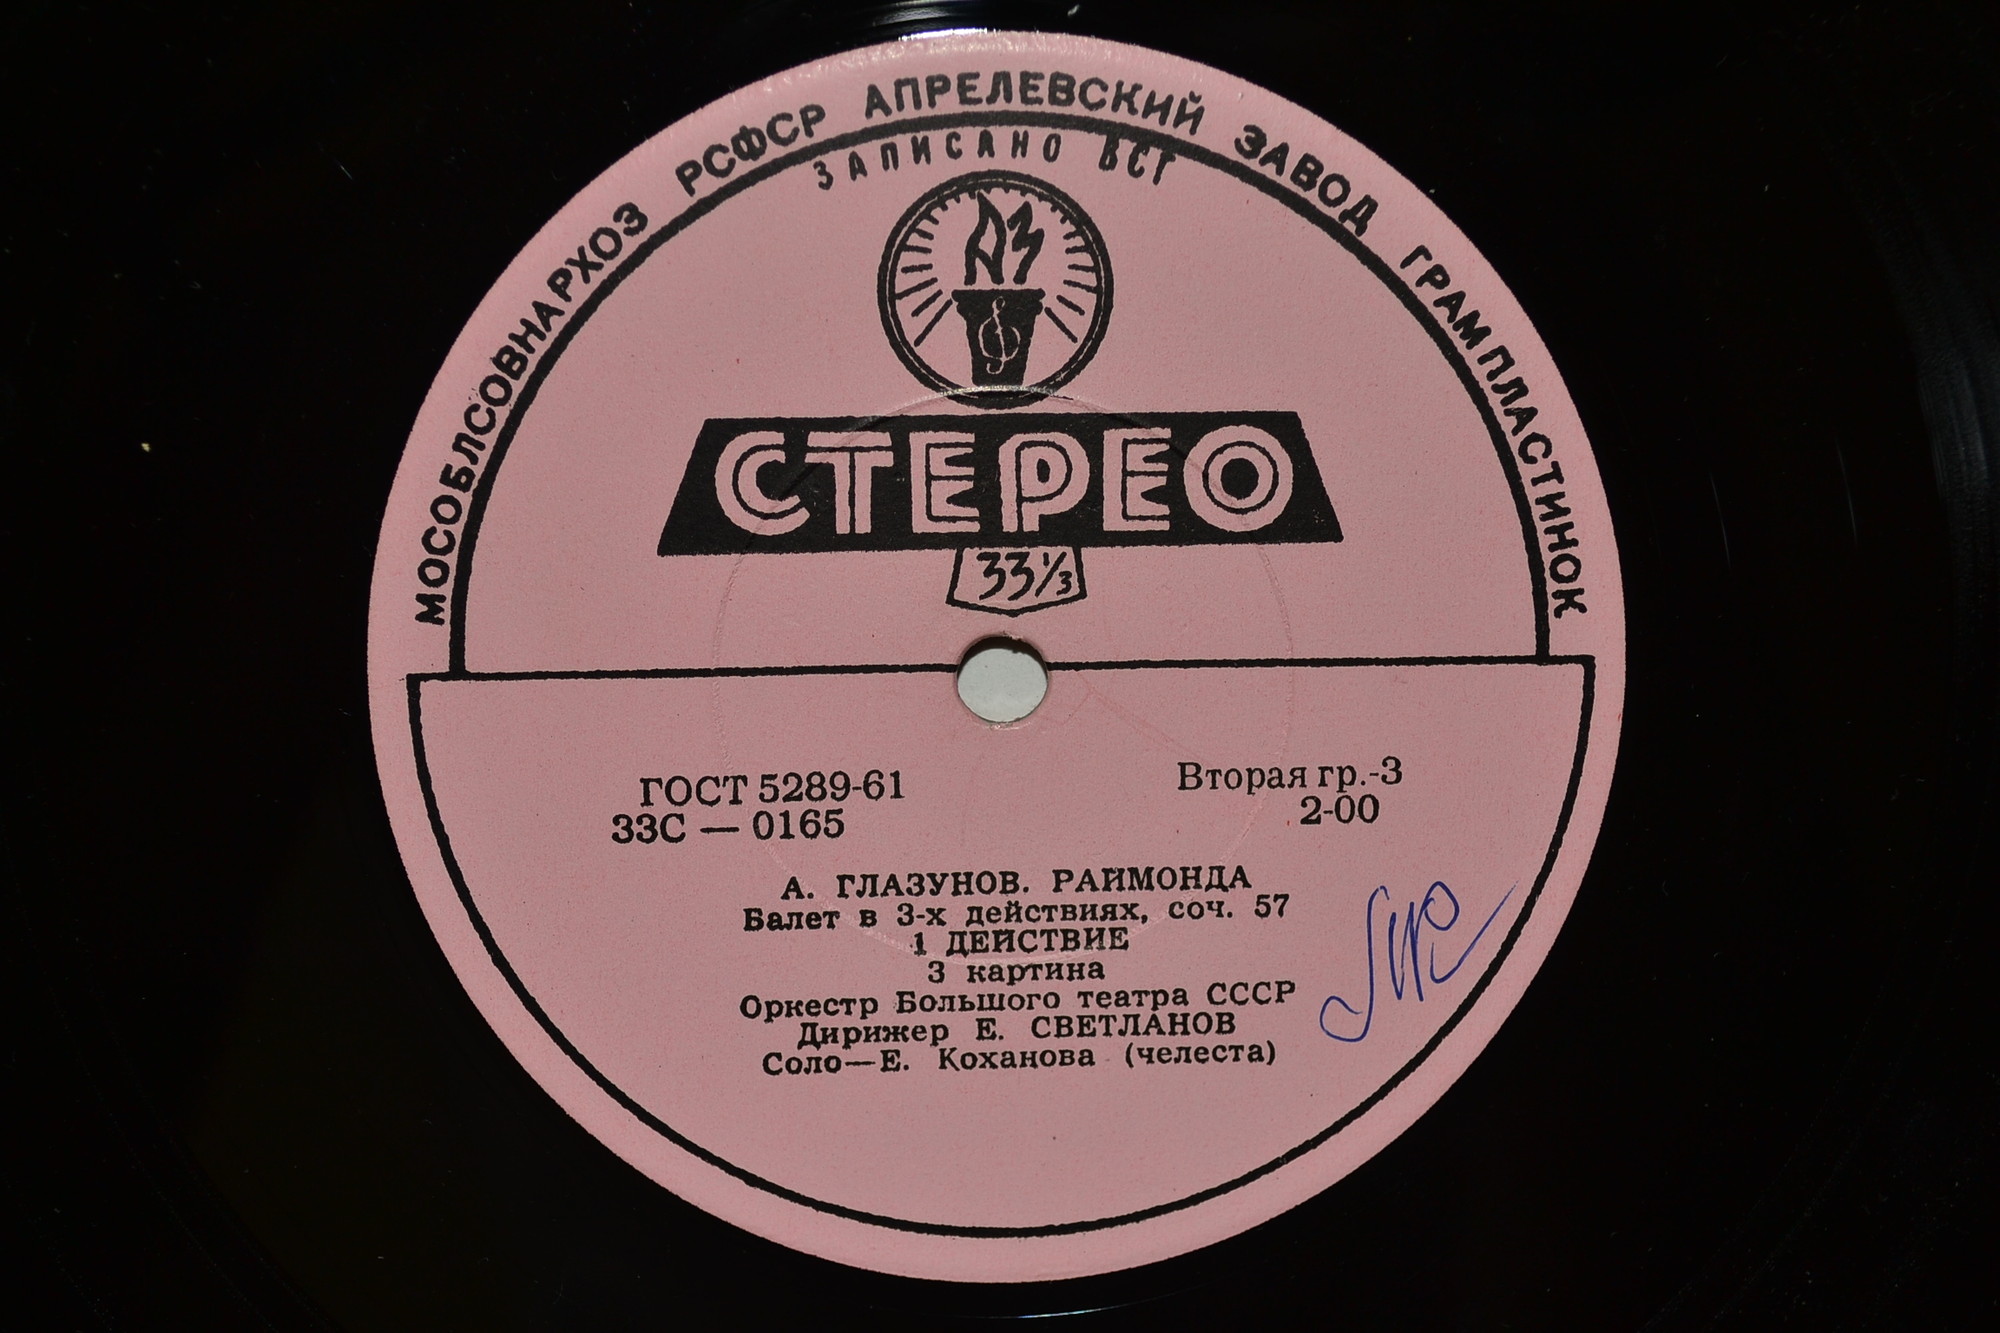 МОСОБЛСОВНАРХОЗ РСФСР АПРЕЛЕВСКИЙ ЗАВОД ГРАМПЛАСТИНОК
ЗАПИСАНО ВСГ
АЗ
СТЕРЕО
33⅓
ГОСТ 5289-61
Вторая гр.-3
33С — 0165
2-00
А. ГЛАЗУНОВ. РАЙМОНДА
Балет в 3-х действиях, соч. 57
1 ДЕЙСТВИЕ
3 картина
Оркестр Большого театра СССР
Дирижер Е. СВЕТЛАНОВ
Соло—Е. Коханова (челеста)